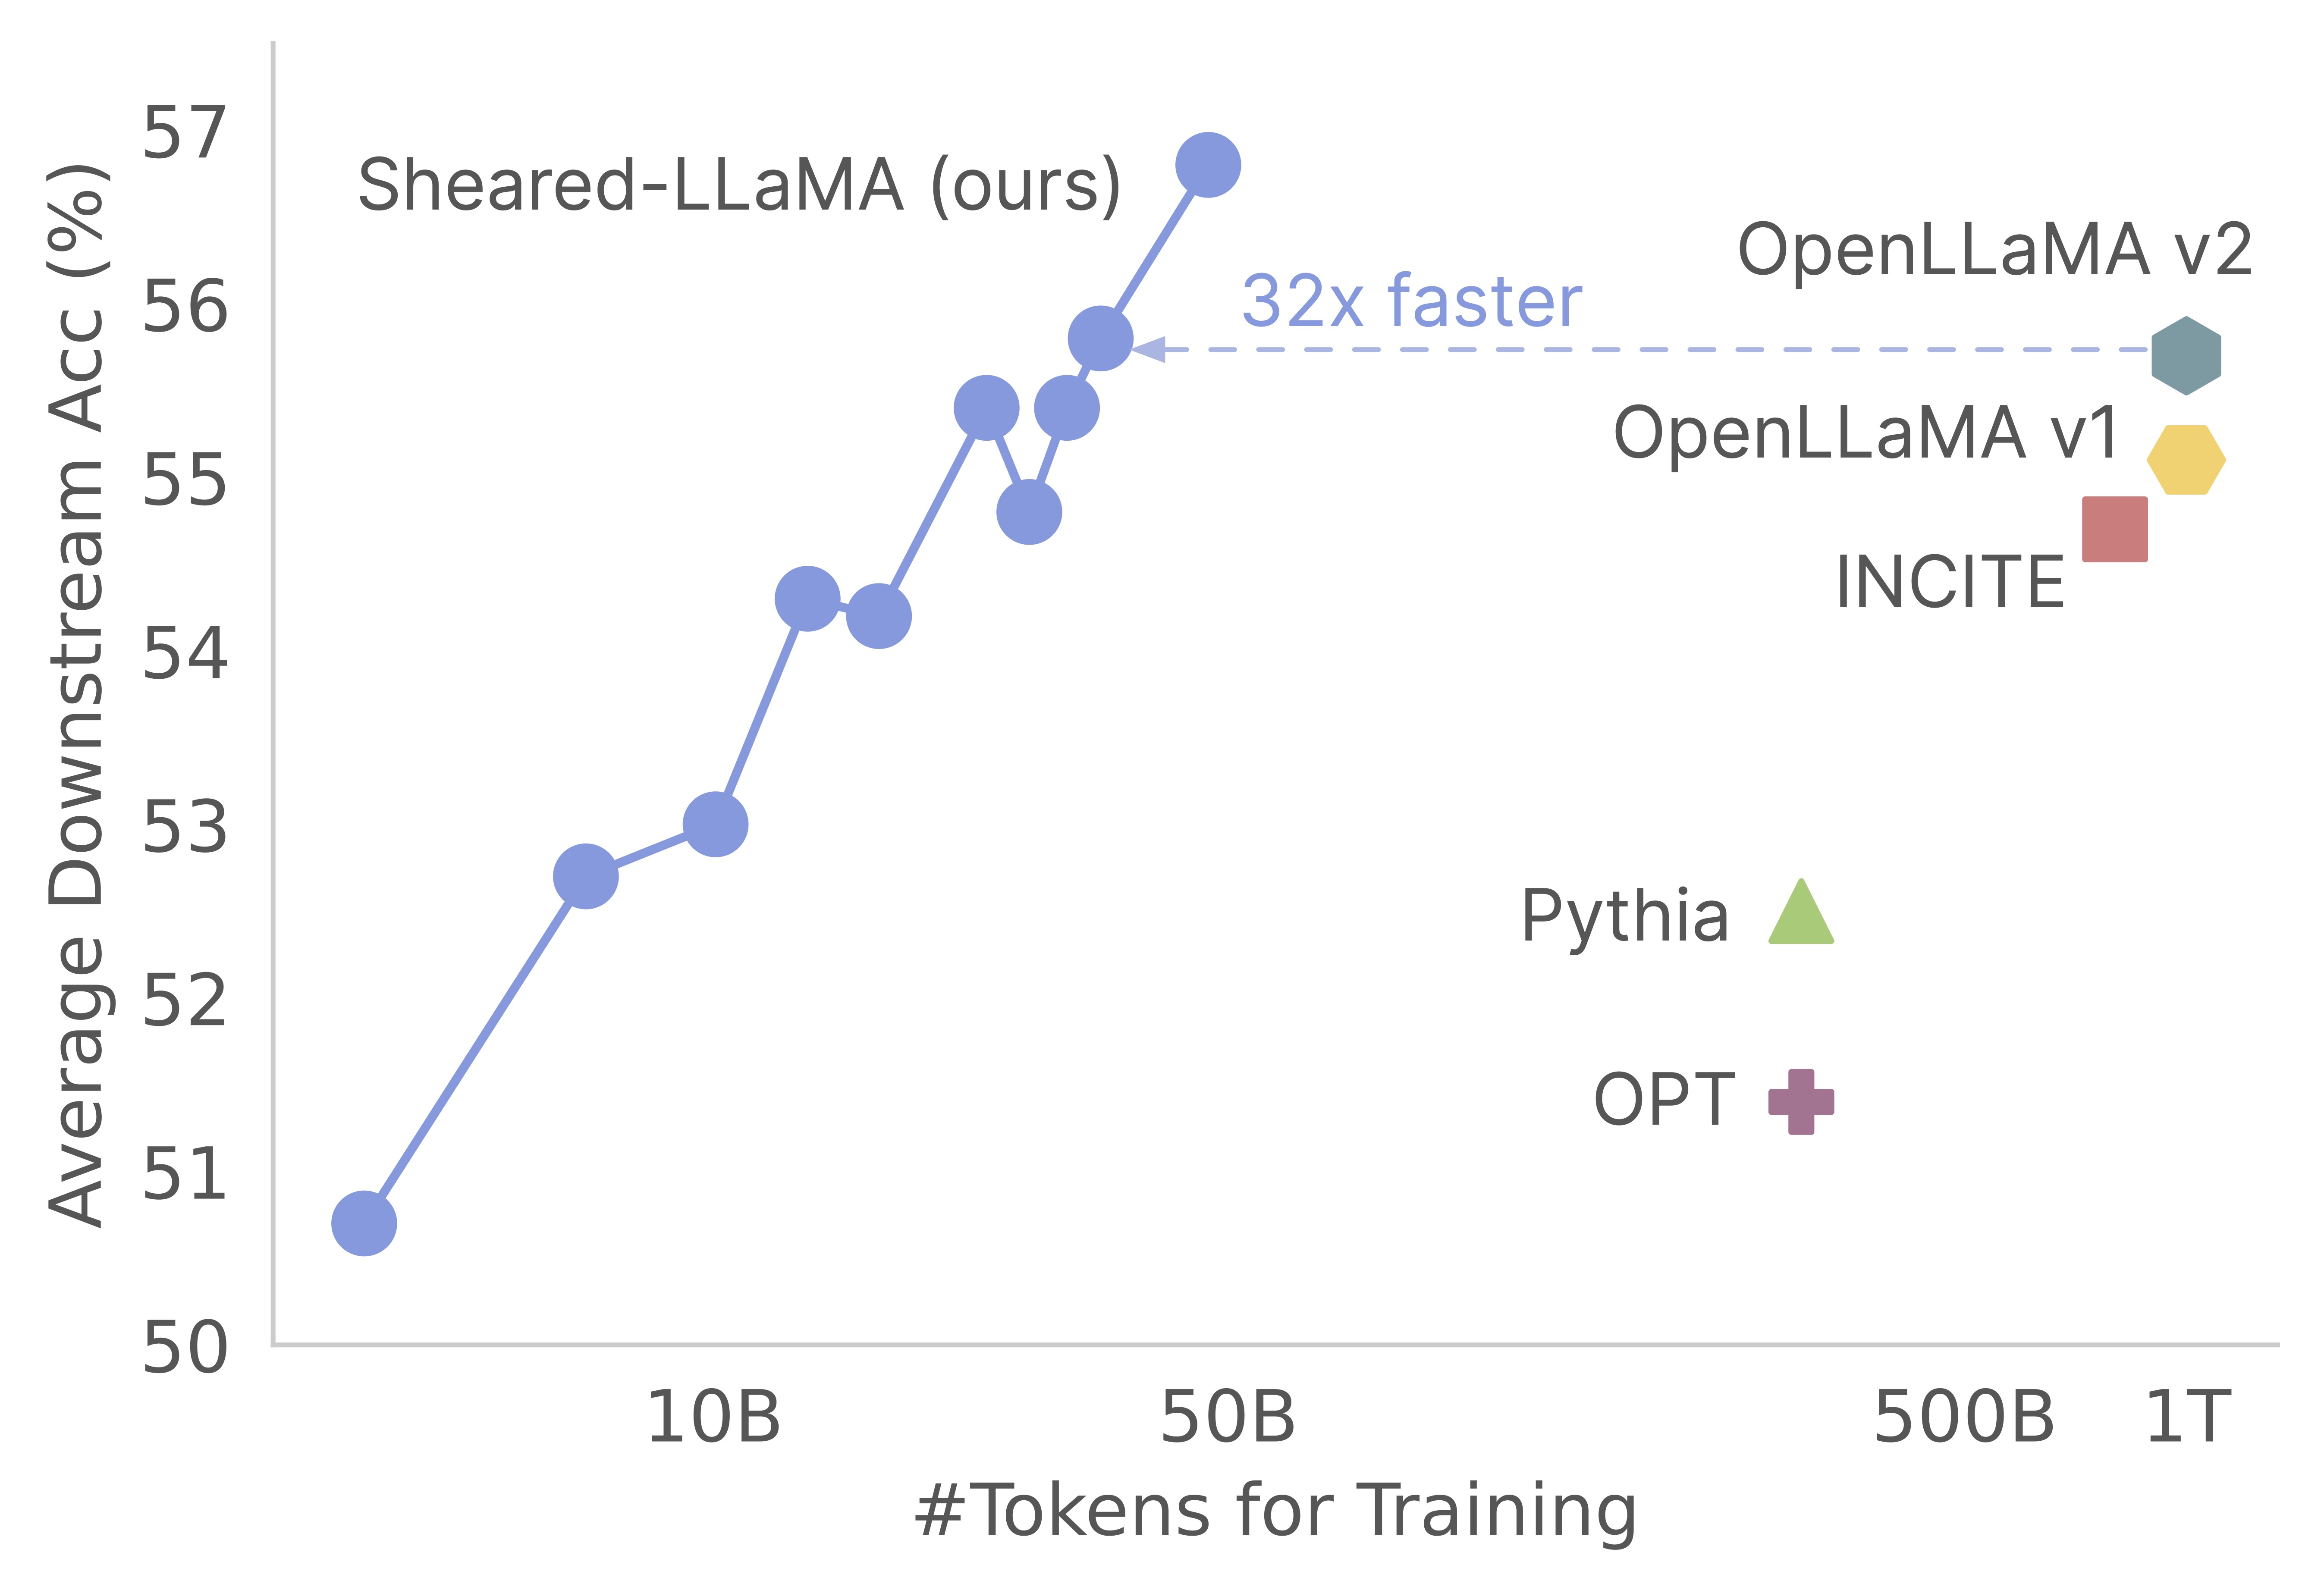 Average Downstream Acc (%)
57
56
55
54
53
52
51
50
Sheared-LLaMA (ours)
32x faster
OpenLLaMA v2
OpenLLaMA v1
INCITE
Pythia
OPT
10B
50B
500B
1T
#Tokens for Training